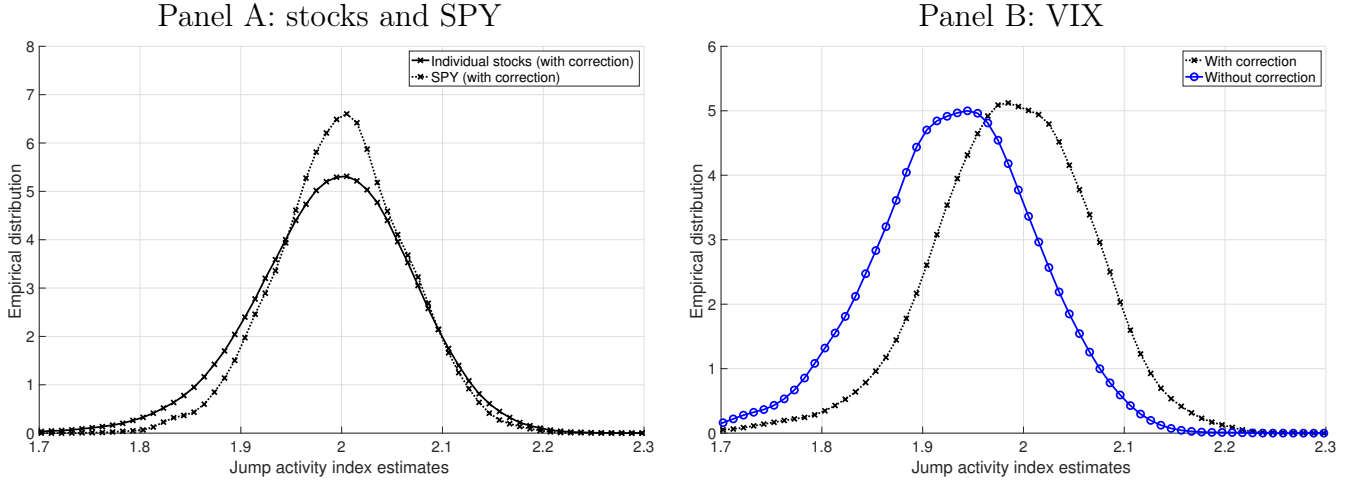 Panel A: stocks and SPY
8
7
6
5
4
3
2
1
0
Empirical distribution
Individual stocks (with correction)
SPY (with correction)
1.7 1.8 1.9 2 2.1 2.2 2.3
Jump activity index estimates
Panel B: VIX
6
5
4
3
2
1
0
Empirical distribution
With correction
Without correction
1.7 1.8 1.9 2 2.1 2.2 2.3
Jump activity index estimates